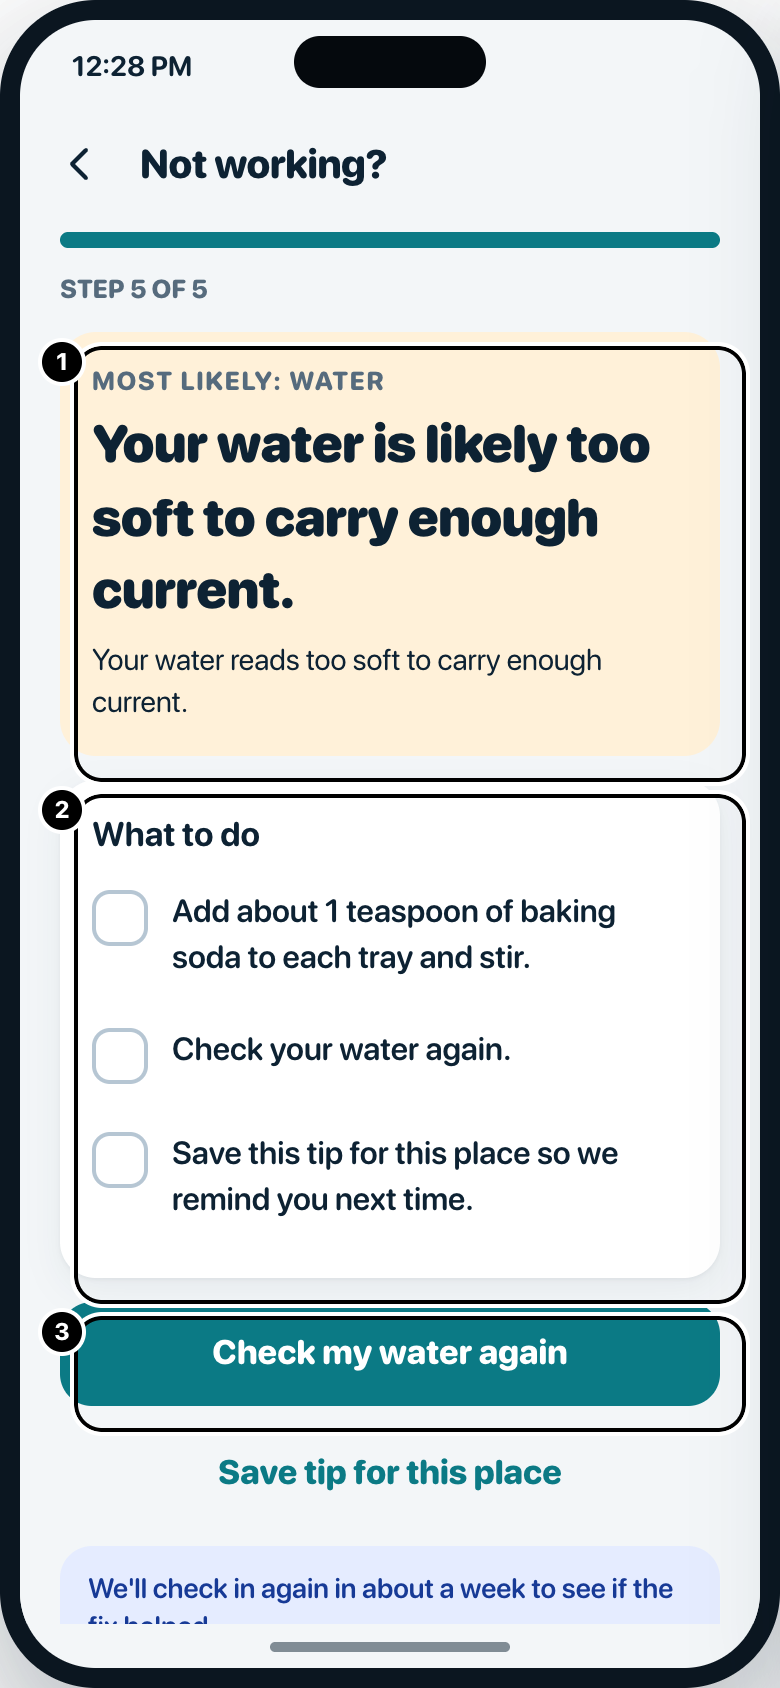 12:28 PM
Not working?
STEP 5 OF 5
1
MOST LIKELY: WATER
Your water is likely too
soft to carry enough
current.
Your water reads too soft to carry enough
current.
2
What to do
Add about 1 teaspoon of baking
soda to each tray and stir.
Check your water again.
Save this tip for this place so we
remind you next time.
3
Check my water again
Save tip for this place
We'll check in again in about a week to see if the
fix helped